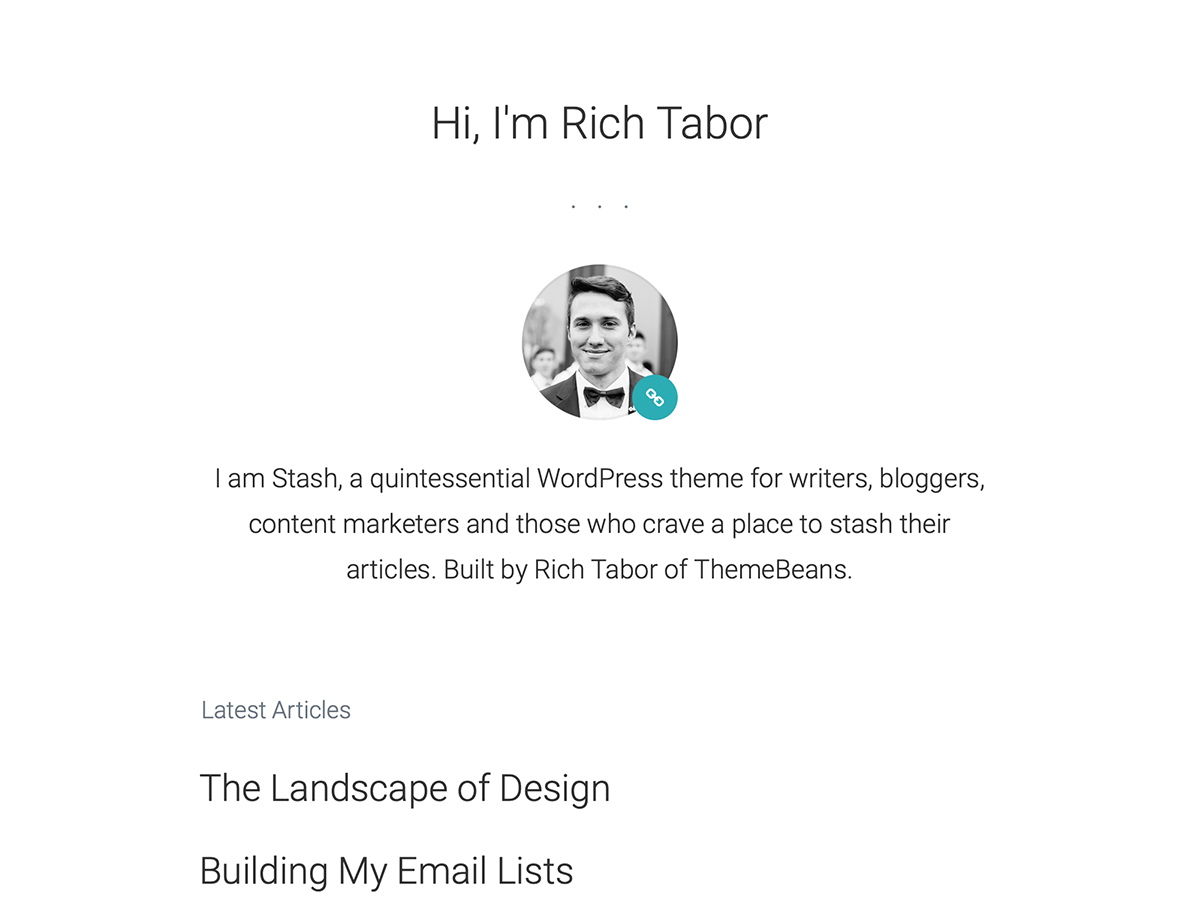 Hi, I'm Rich Tabor
. . .
I am Stash, a quintessential WordPress theme for writers, bloggers,
content marketers and those who crave a place to stash their
articles. Built by Rich Tabor of ThemeBeans.
Latest Articles
The Landscape of Design
Building My Email Lists